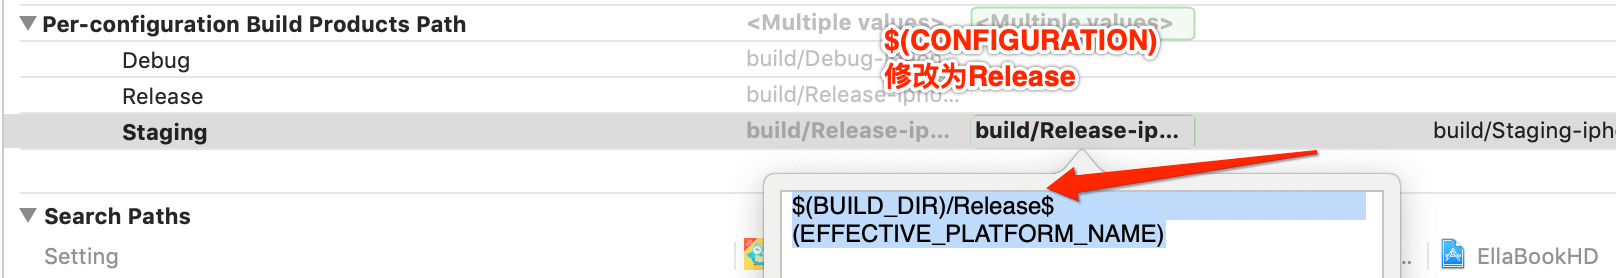 Per-configuration Build Products Path
<Multiple values>
<Multiple values>
$(CONFIGURATION)
修改为Release
Debug
build/Debug-
Release
build/Release-ipho...
Staging
build/Release-ip...
build/Release-ip...
build/Staging-iph
$(BUILD_DIR)/Release$
(EFFECTIVE_PLATFORM_NAME)
Search Paths
Setting
..
EllaBookHD